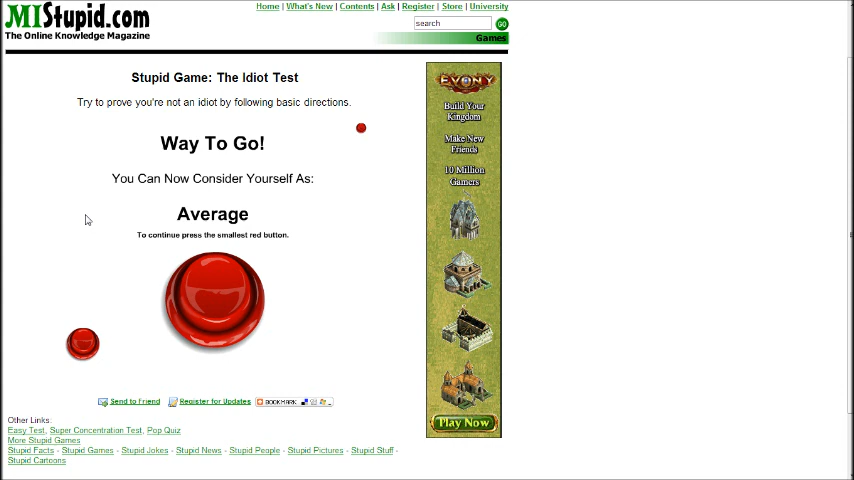 MIStupid.com
The Online Knowledge Magazine
Home | What's New | Contents | Ask | Register | Store | University
search GO
Games
Stupid Game: The Idiot Test
Try to prove you're not an idiot by following basic directions.
Way To Go!
You Can Now Consider Yourself As:
Average
To continue press the smallest red button.
EVONY
Build Your
Kingdom
Make New
Friends
10 Million
Gamers
Play Now
Send to Friend Register for Updates BOOKMARK
Other Links:
Easy Test, Super Concentration Test, Pop Quiz
More Stupid Games
Stupid Facts - Stupid Games - Stupid Jokes - Stupid News - Stupid People - Stupid Pictures - Stupid Stuff -
Stupid Cartoons